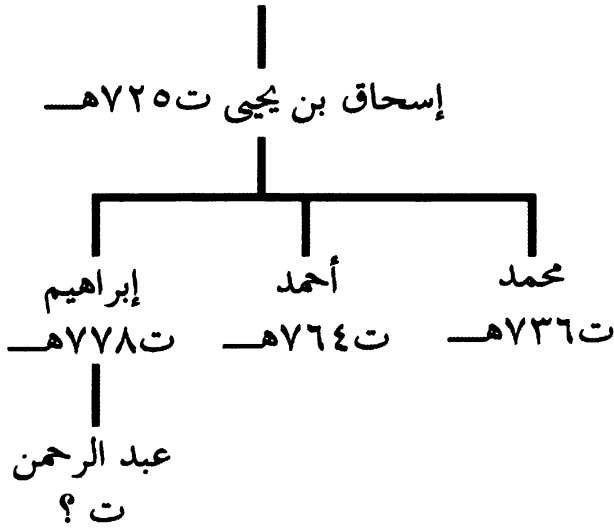 إسحاق بن يحيى ت٧٢٥هـ
محمد أحمد إبراهيم
ت٧٣٦هـ ت٧٦٤هـ ت٧٧٨هـ
عبد الرحمن
ت ؟